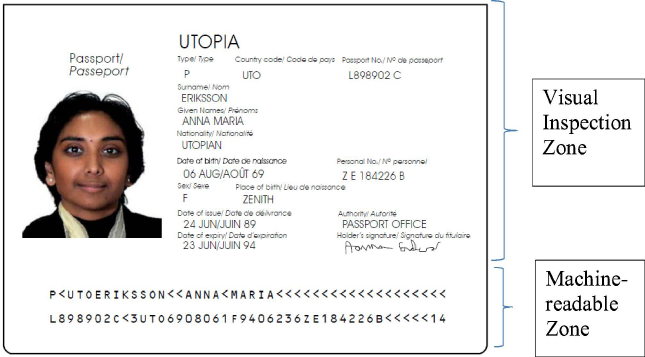 UTOPIA
Passport/
Passeport
Type/ Type Country code/ Code de pays Passport No./ Nº de passeport
P UTO L898902 C
Surname/ Nom
ERIKSSON
Given Names/ Prénoms
ANNA MARIA
Nationality/ Nationalité
UTOPIAN
Date of birth/ Date de naissance Personal No./ Nº personnel
06 AUG/AOÛT 69 Z E 184226 B
Sex/ Sexe Place of birth/ Lieu de naissance
F ZENITH
Date of issue/ Date de délivrance Authority/ Autorité
24 JUN/JUIN 89 PASSPORT OFFICE
Date of expiry/ Date d'expiration Holder's signature/ Signature du titulaire
23 JUN/JUIN 94
P<UTOERIKSSON<<ANNA<MARIA<<<<<<<<<<<<<<<<<<<
L898902C<3UTO6908061F9406236ZE184226B<<<<<14
Visual
Inspection
Zone
Machine-
readable
Zone